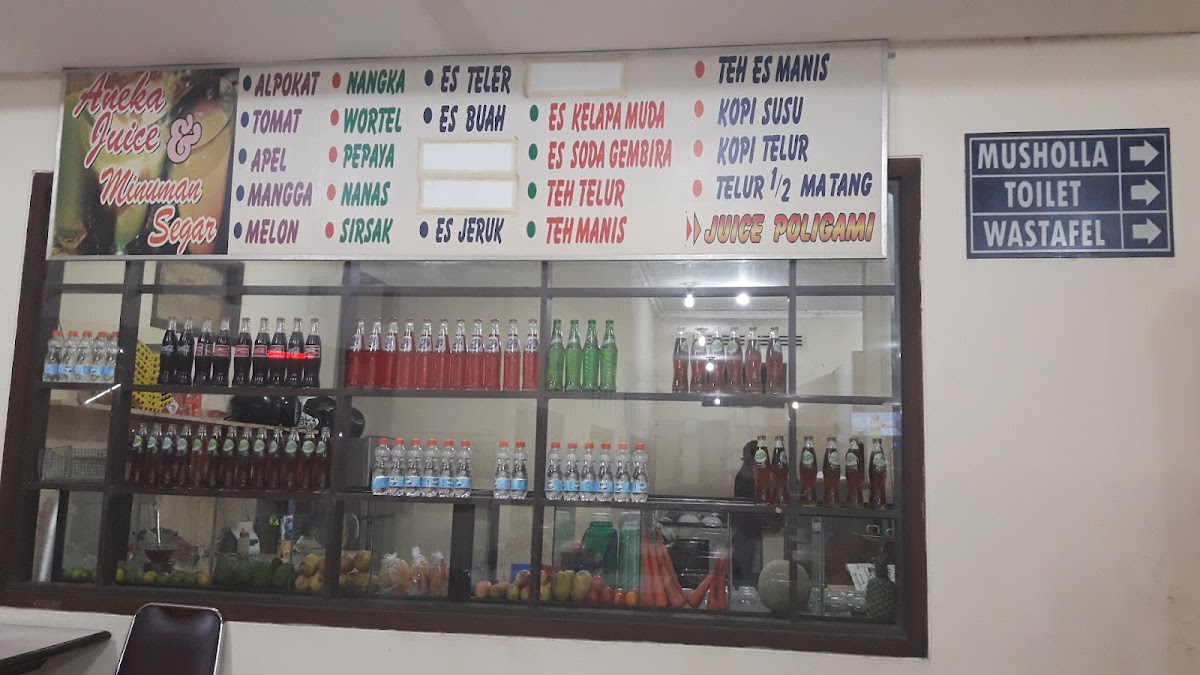 Aneka
Juice &
Minuman
Segar
ALPOKAT
TOMAT
APEL
MANGGA
MELON
NANGKA
WORTEL
PEPAYA
NANAS
SIRSAK
ES TELER
ES BUAH
ES JERUK
ES KELAPA MUDA
ES SODA GEMBIRA
TEH TELUR
TEH MANIS
TEH ES MANIS
KOPI SUSU
KOPI TELUR
TELUR 1/2 MATANG
JUICE POLIGAMI
MUSHOLLA
TOILET
WASTAFEL